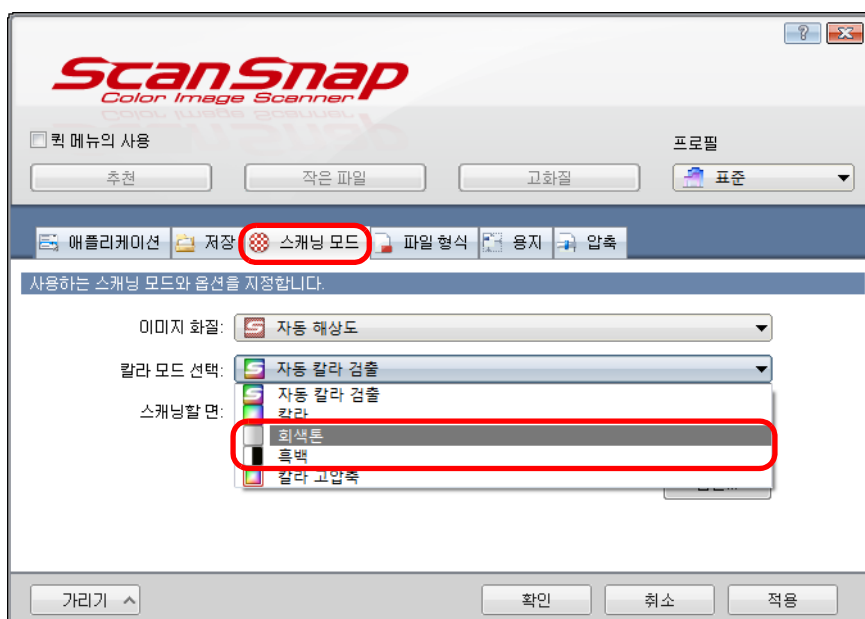 ScanSnap
Color Image Scanner
퀵 메뉴의 사용
프로필
추천 작은 파일 고화질 표준
애플리케이션 저장 스캐닝 모드 파일 형식 용지 압축
사용하는 스캐닝 모드와 옵션을 지정합니다.
이미지 화질: 자동 해상도
칼라 모드 선택: 자동 칼라 검출
자동 칼라 검출
스캐닝할 면: 칼라
회색톤
흑백
칼라 고압축
가리기 확인 취소 적용